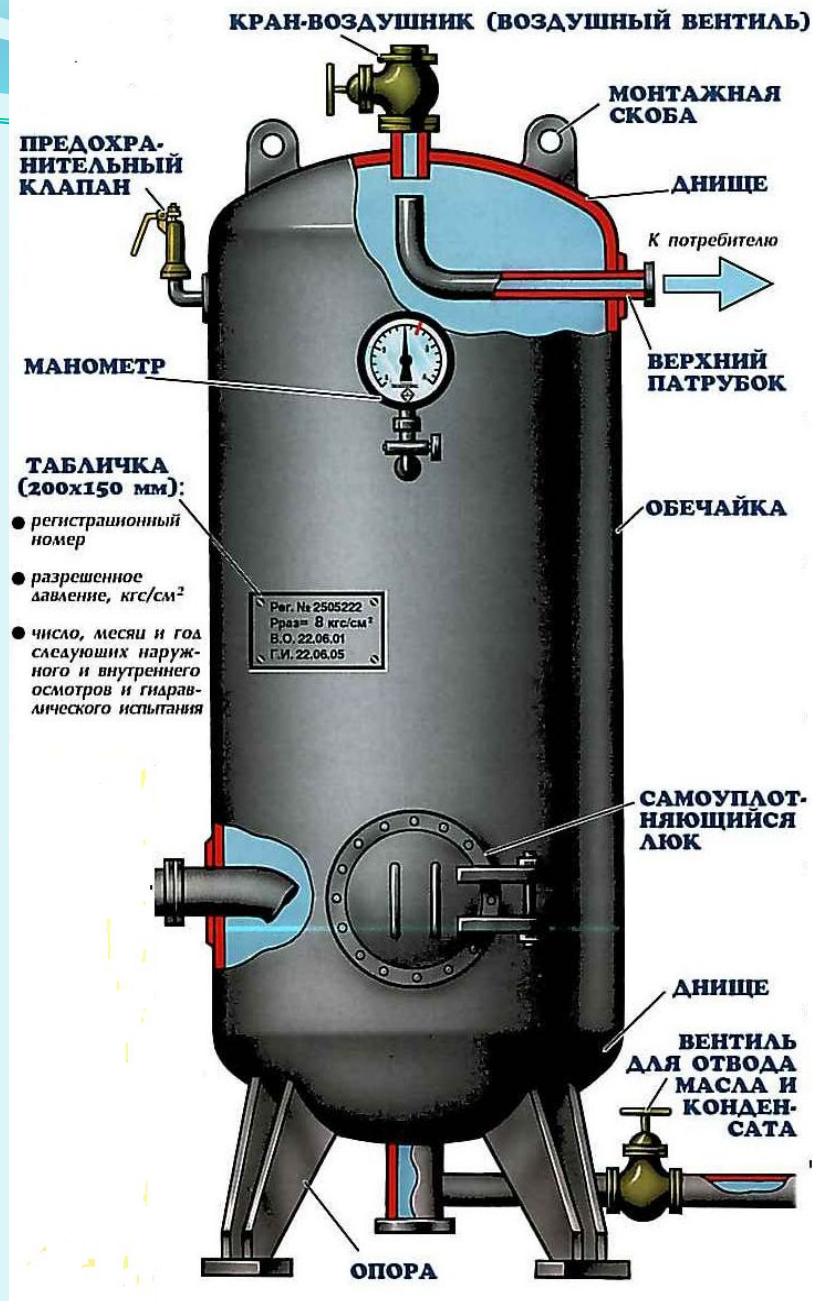 КРАН-ВОЗДУШНИК (ВОЗДУШНЫЙ ВЕНТИЛЬ)
МОНТАЖНАЯ
СКОБА
ПРЕДОХРА-
НИТЕЛЬНЫЙ
КЛАПАН
ДНИЩЕ
К потребителю
ВЕРХНИЙ
ПАТРУБОК
МАНОМЕТР
ТАБЛИЧКА
(200х150 мм):
● регистрационный
номер
● разрешенное
давление, кгс/см²
● число, месяц и год
следующих наруж-
ного и внутреннего
осмотров и гидрав-
лического испытания
ОБЕЧАЙКА
Рег. № 2505222
Рраз= 8 кгс/см²
В.О. 22.06.01
Г.И. 22.06.05
САМОУПЛОТ-
НЯЮЩИЙСЯ
ЛЮК
ДНИЩЕ
ВЕНТИЛЬ
ДЛЯ ОТВОДА
МАСЛА И
КОНДЕН-
САТА
ОПОРА